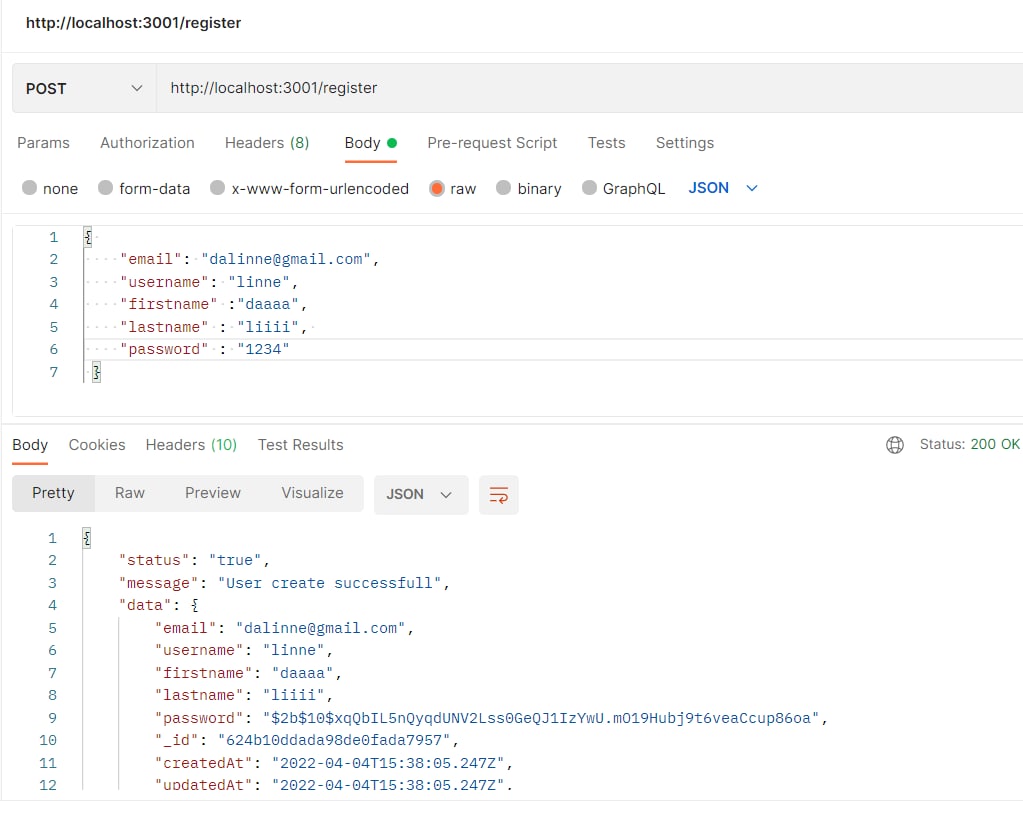 http://localhost:3001/register
POST http://localhost:3001/register
Params Authorization Headers (8) Body Pre-request Script Tests Settings
none form-data x-www-form-urlencoded raw binary GraphQL JSON
1 {
2 "email": "dalinne@gmail.com",
3 "username": "linne",
4 "firstname" :"daaaa",
5 "lastname" : "liiii",
6 "password" : "1234"
7 }
Body Cookies Headers (10) Test Results Status: 200 OK
Pretty Raw Preview Visualize JSON
1 {
2 "status": "true",
3 "message": "User create successfull",
4 "data": {
5 "email": "dalinne@gmail.com",
6 "username": "linne",
7 "firstname": "daaaa",
8 "lastname": "liiii",
9 "password": "$2b$10$xqQbIL5nQyqdUNV2Lss0GeQJ1IzYwU.mO19Hubj9t6veaCcup86oa",
10 "_id": "624b10ddada98de0fada7957",
11 "createdAt": "2022-04-04T15:38:05.247Z",
12 "updatedAt": "2022-04-04T15:38:05.247Z",